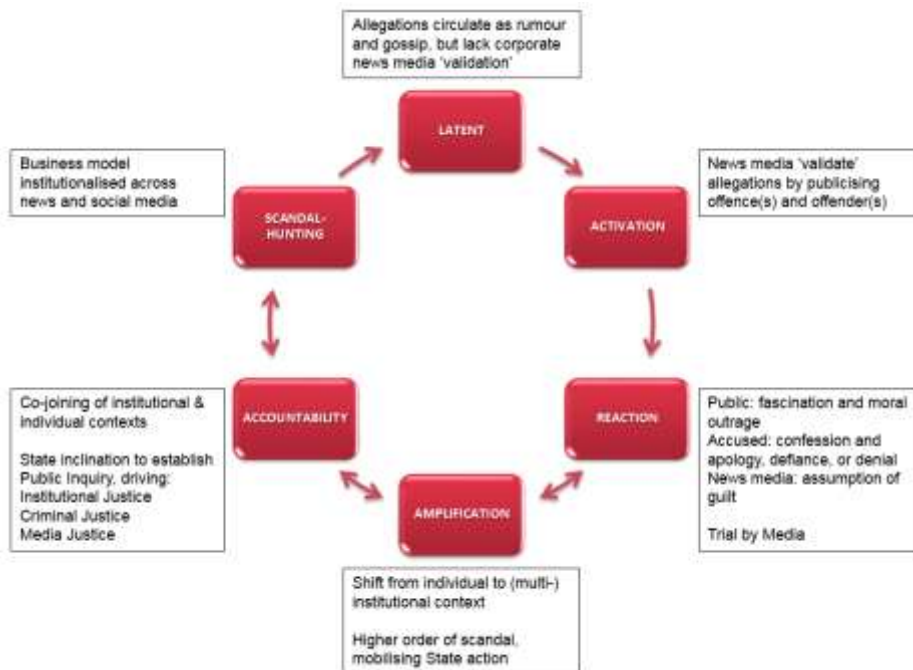 Allegations circulate as rumour
and gossip, but lack corporate
news media 'validation'
LATENT
News media 'validate'
allegations by publicising
offence(s) and offender(s)
ACTIVATION
Public: fascination and moral
outrage
Accused: confession and
apology, defiance, or denial
News media: assumption of
guilt
Trial by Media
REACTION
AMPLIFICATION
Shift from individual to (multi-)
institutional context
Higher order of scandal,
mobilising State action
Co-joining of institutional &
individual contexts
State inclination to establish
Public Inquiry, driving:
Institutional Justice
Criminal Justice
Media Justice
ACCOUNTABILITY
Business model
institutionalised across
news and social media
SCANDAL-
HUNTING